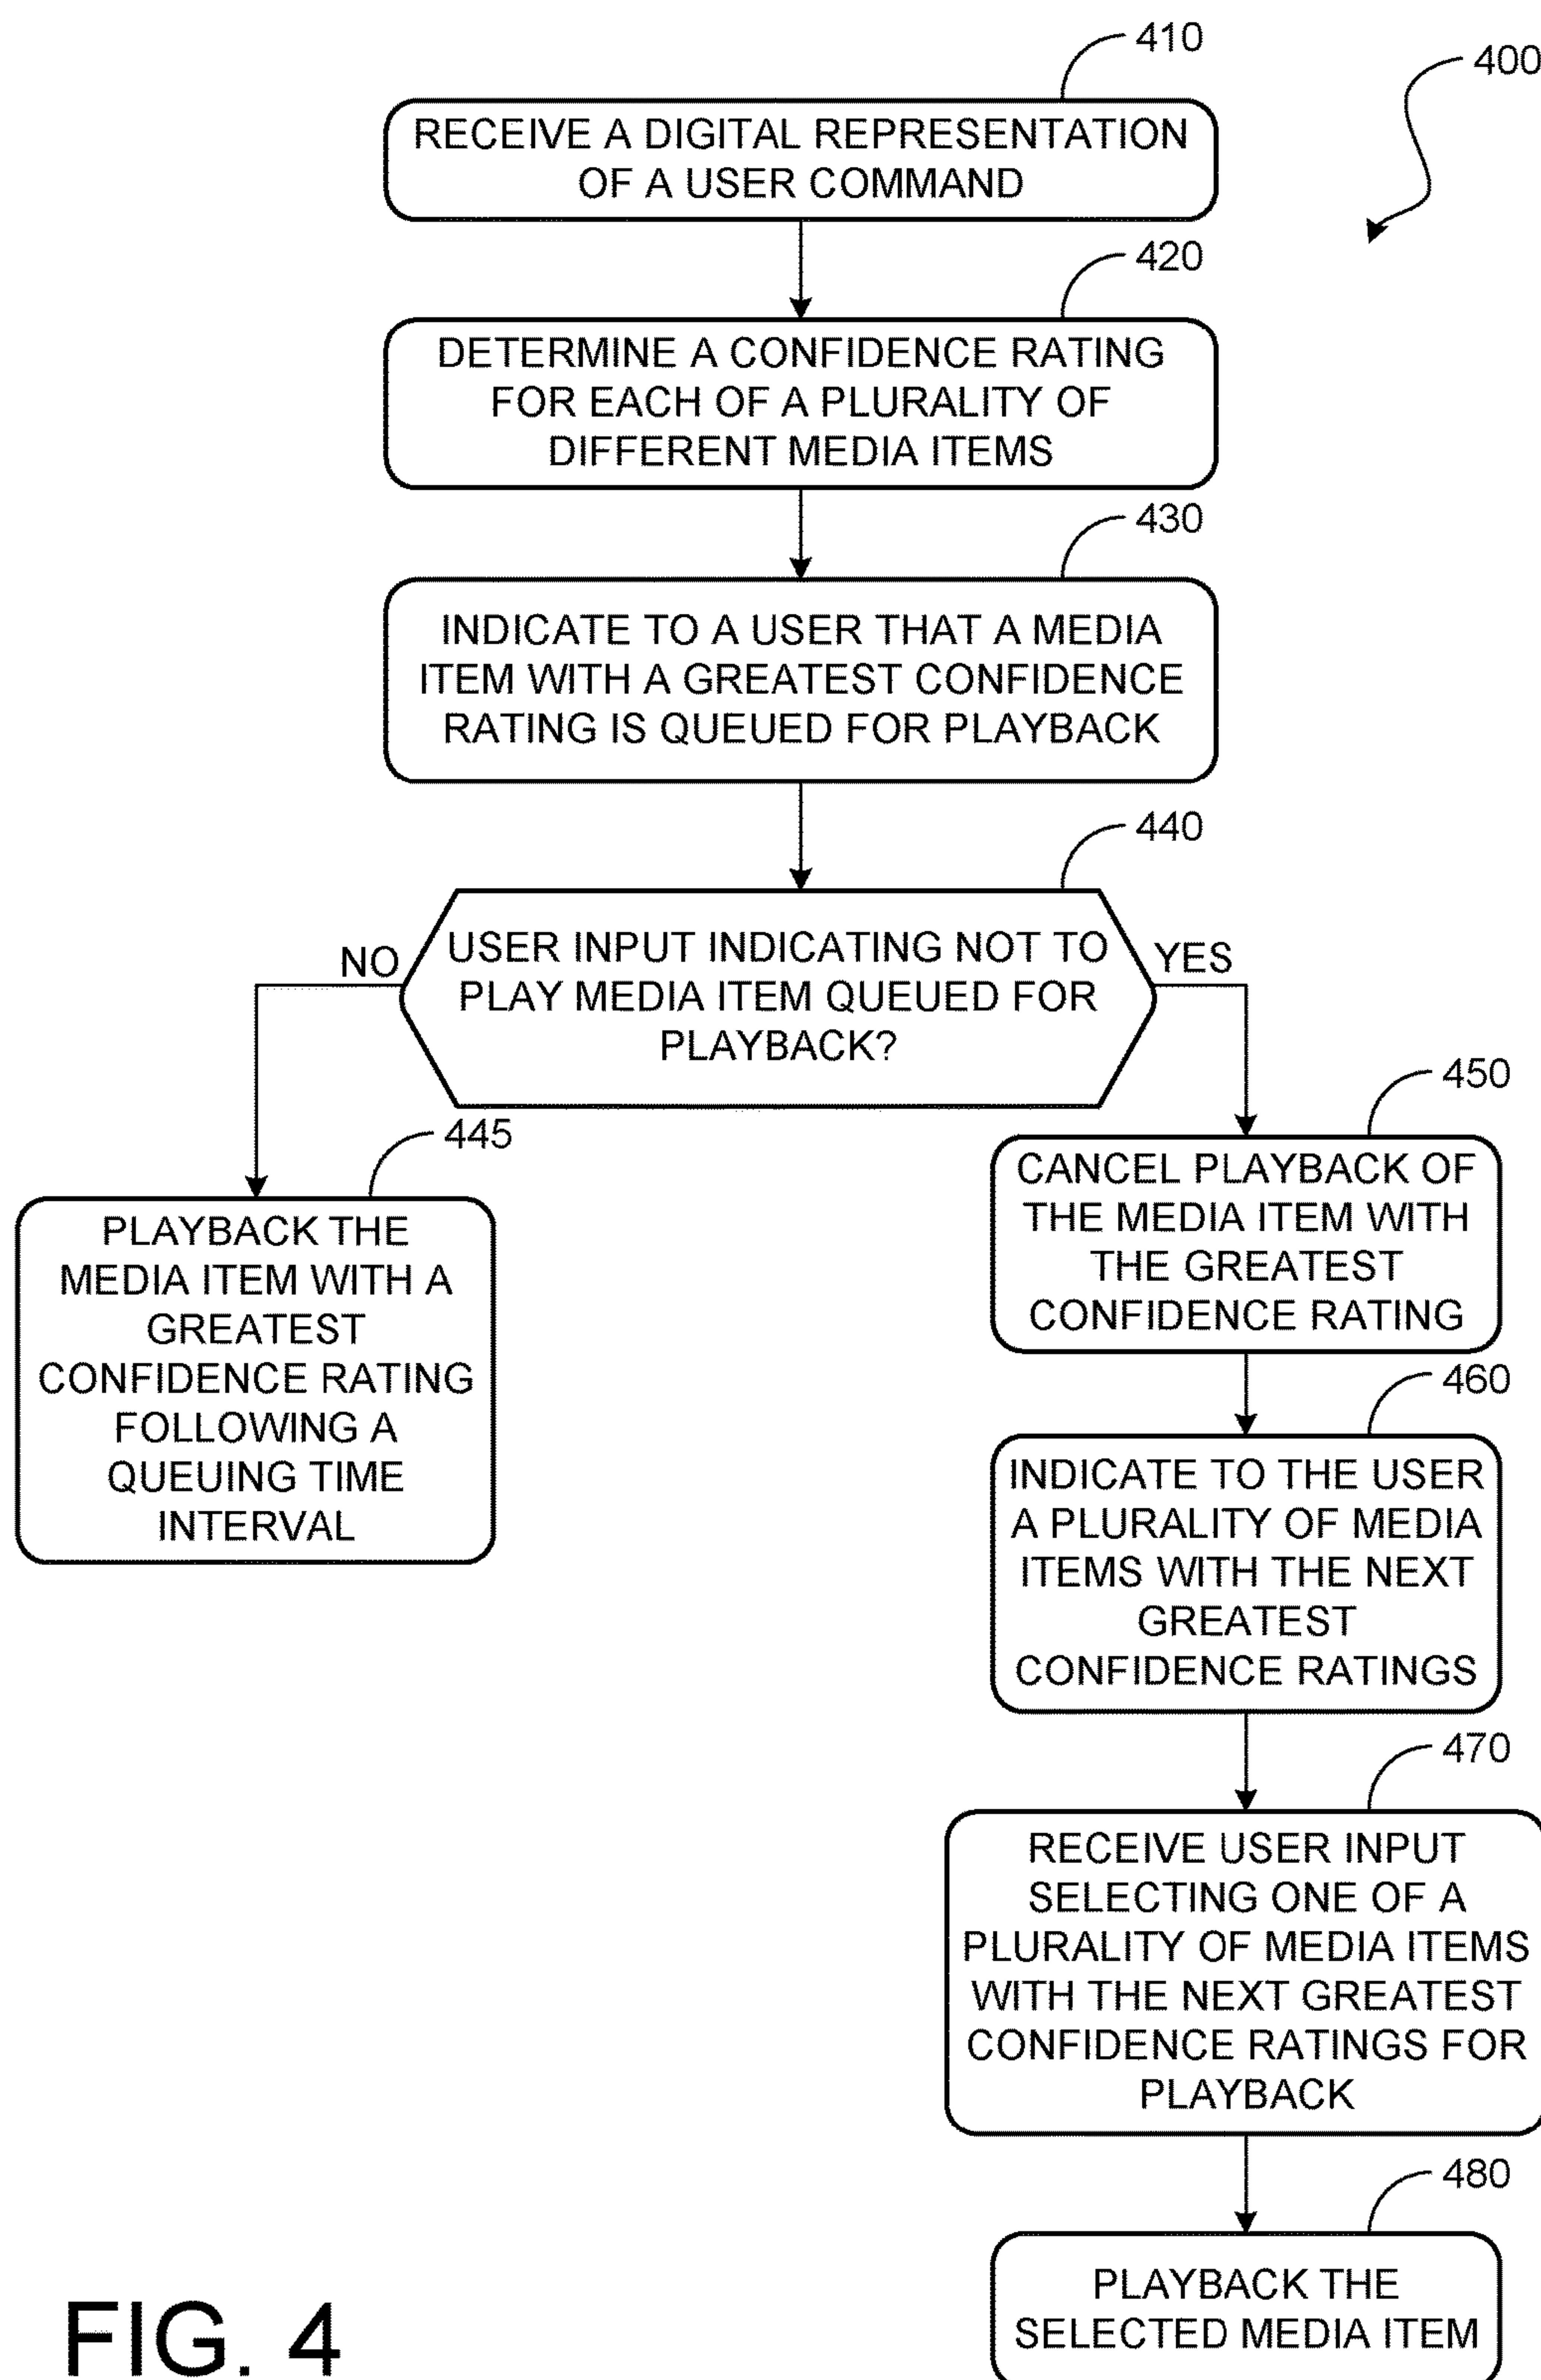 410
400
RECEIVE A DIGITAL REPRESENTATION
OF A USER COMMAND
420
DETERMINE A CONFIDENCE RATING
FOR EACH OF A PLURALITY OF
DIFFERENT MEDIA ITEMS
430
INDICATE TO A USER THAT A MEDIA
ITEM WITH A GREATEST CONFIDENCE
RATING IS QUEUED FOR PLAYBACK
440
USER INPUT INDICATING NOT TO
PLAY MEDIA ITEM QUEUED FOR
PLAYBACK?
NO
YES
445
PLAYBACK THE
MEDIA ITEM WITH A
GREATEST
CONFIDENCE RATING
FOLLOWING A
QUEUING TIME
INTERVAL
450
CANCEL PLAYBACK OF
THE MEDIA ITEM WITH
THE GREATEST
CONFIDENCE RATING
460
INDICATE TO THE USER
A PLURALITY OF MEDIA
ITEMS WITH THE NEXT
GREATEST
CONFIDENCE RATINGS
470
RECEIVE USER INPUT
SELECTING ONE OF A
PLURALITY OF MEDIA ITEMS
WITH THE NEXT GREATEST
CONFIDENCE RATINGS FOR
PLAYBACK
480
PLAYBACK THE
SELECTED MEDIA ITEM
FIG. 4